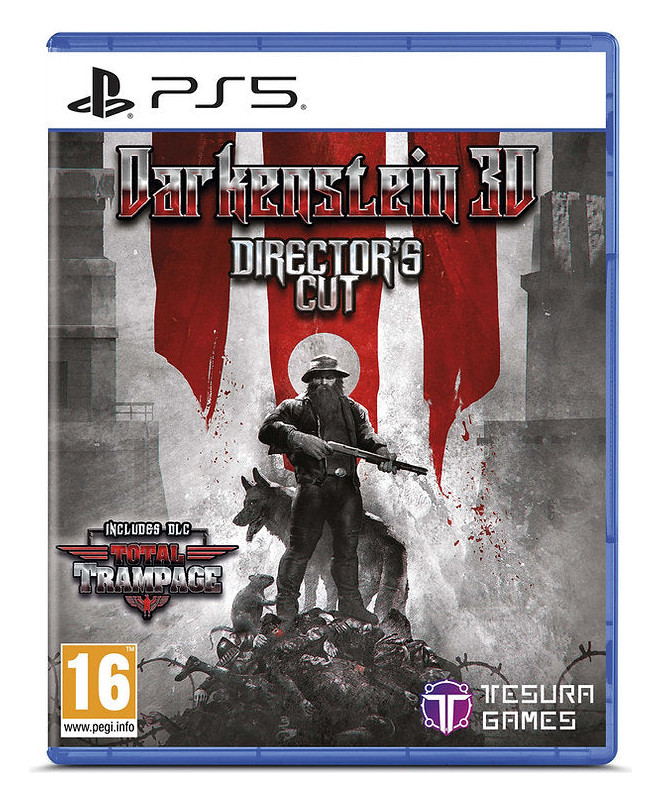 PS5
Darkenstein 3D
DIRECTOR'S
CUT
INCLUDES DLC
TOTAL
TRAMPAGE
16
www.pegi.info
TESURA
GAMES